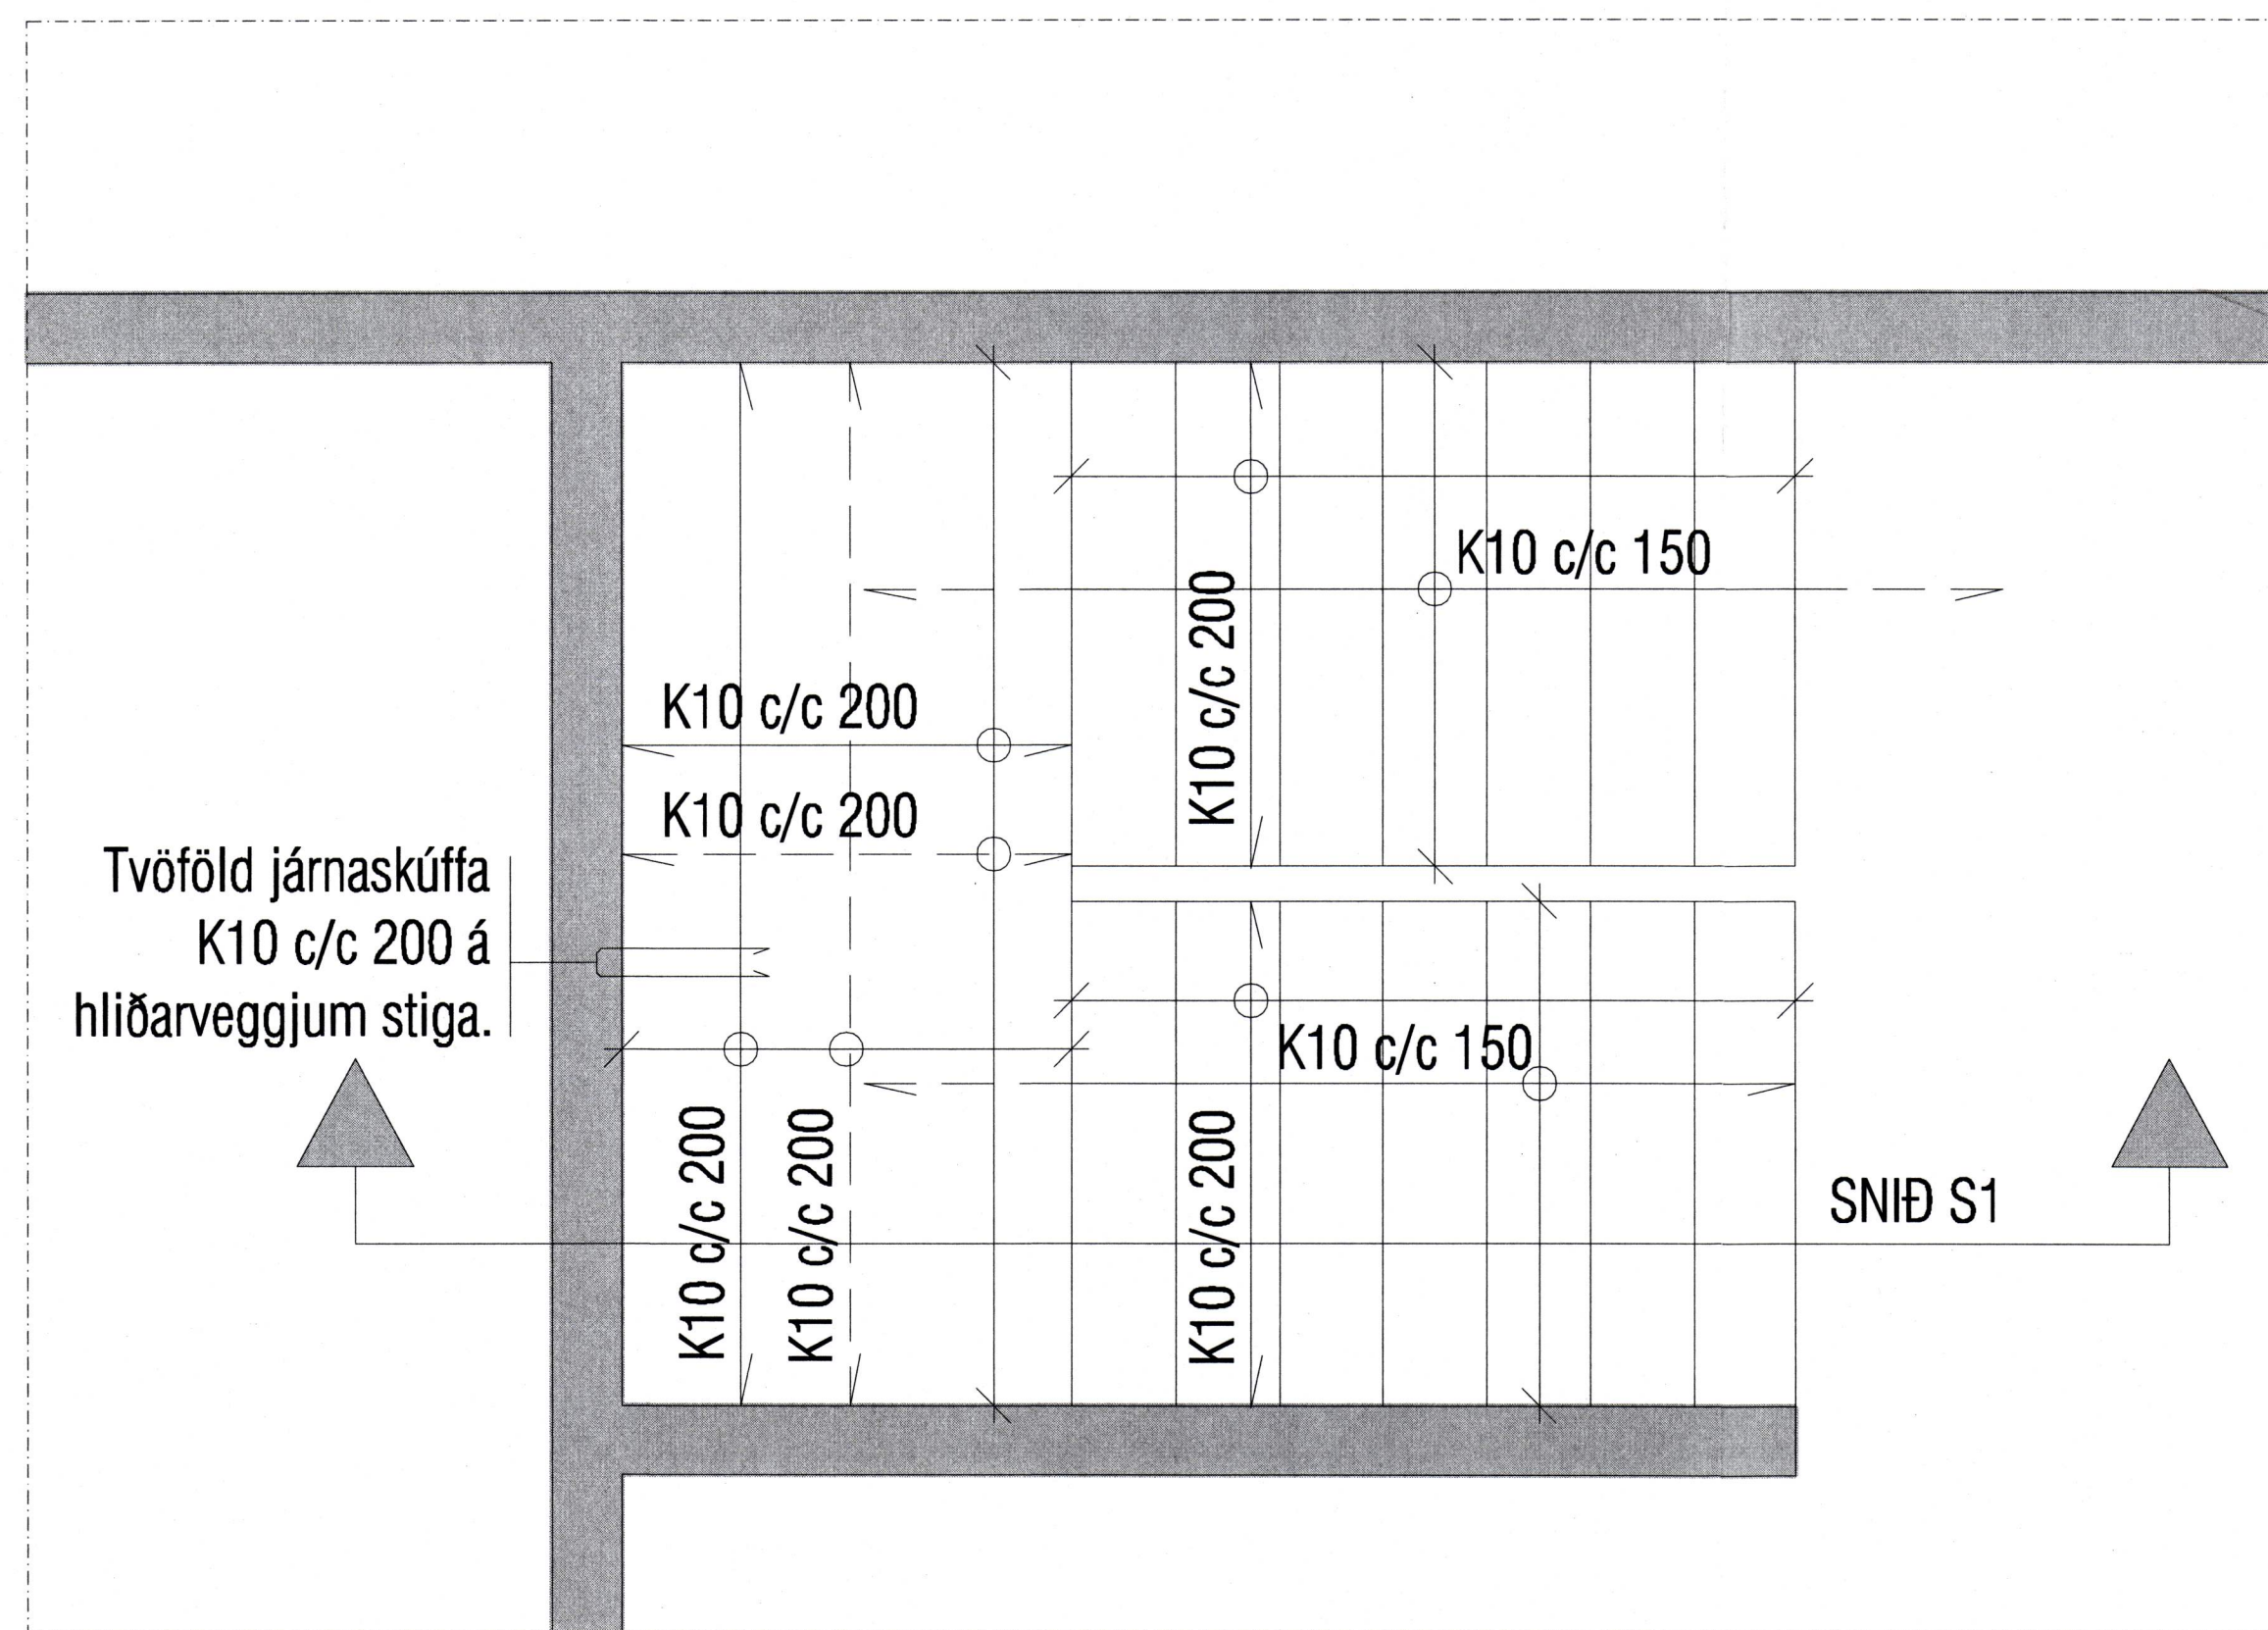 K10 c/c 150
K10 c/c 200
K10 c/c 200
K10 c/c 200
Tvöföld járnaskúffa
K10 c/c 200 á
hliðarveggjum stiga.
K10 c/c 150
K10 c/c 200
K10 c/c 200
K10 c/c 200
SNIÐ S1